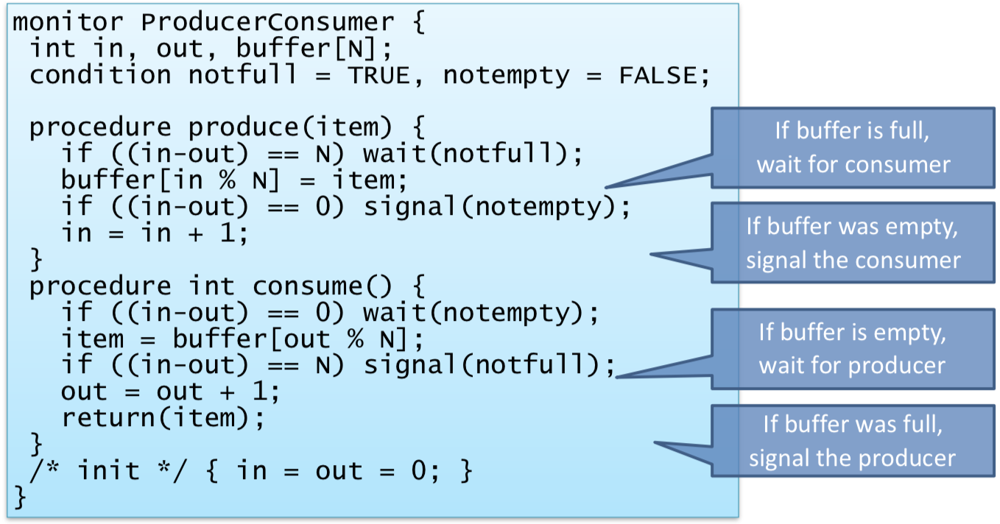 monitor ProducerConsumer {
int in, out, buffer[N];
condition notfull = TRUE, notempty = FALSE;
procedure produce(item) {
if ((in-out) == N) wait(notfull);
buffer[in % N] = item;
if ((in-out) == 0) signal(notempty);
in = in + 1;
}
procedure int consume() {
if ((in-out) == 0) wait(notempty);
item = buffer[out % N];
if ((in-out) == N) signal(notfull);
out = out + 1;
return(item);
}
/* init */ { in = out = 0; }
}
If buffer is full,
wait for consumer
If buffer was empty,
signal the consumer
If buffer is empty,
wait for producer
If buffer was full,
signal the producer